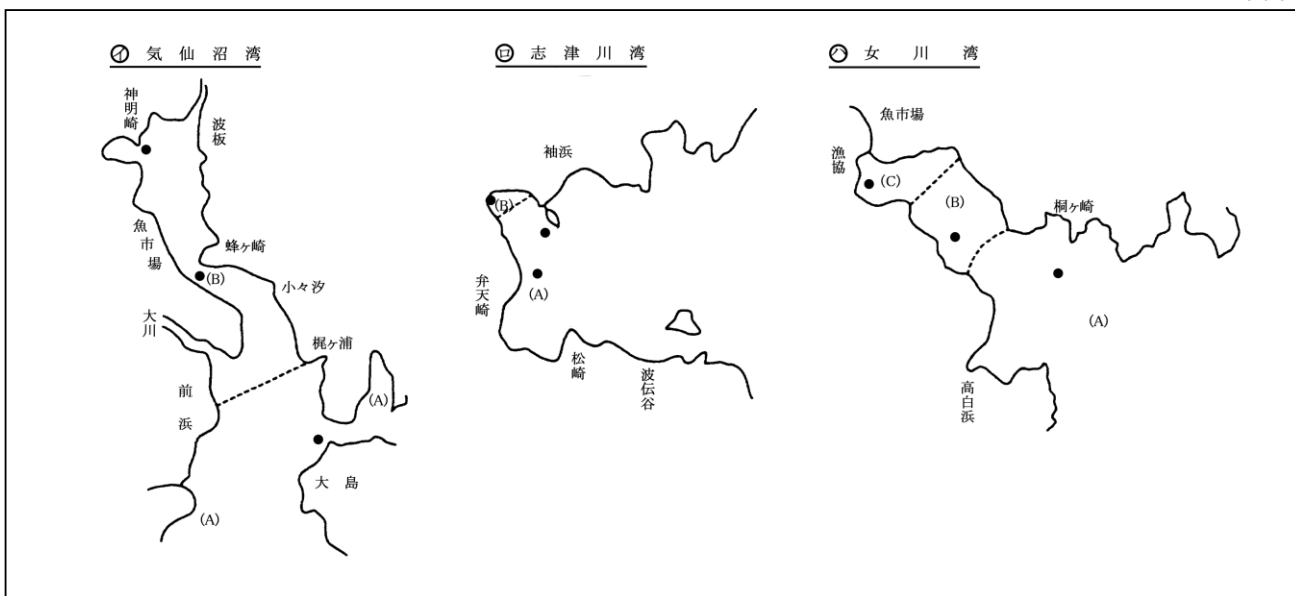 ㋑ 気仙沼湾
神明崎
波板
魚市場
蜂ヶ崎
(B)
小々汐
大川
梶ヶ浦
前浜
(A)
大島
(A)
㋺ 志津川湾
袖浜
(B)
弁天崎
(A)
松崎
波伝谷
㋩ 女川湾
魚市場
漁協
(C)
(B)
桐ヶ崎
(A)
高白浜